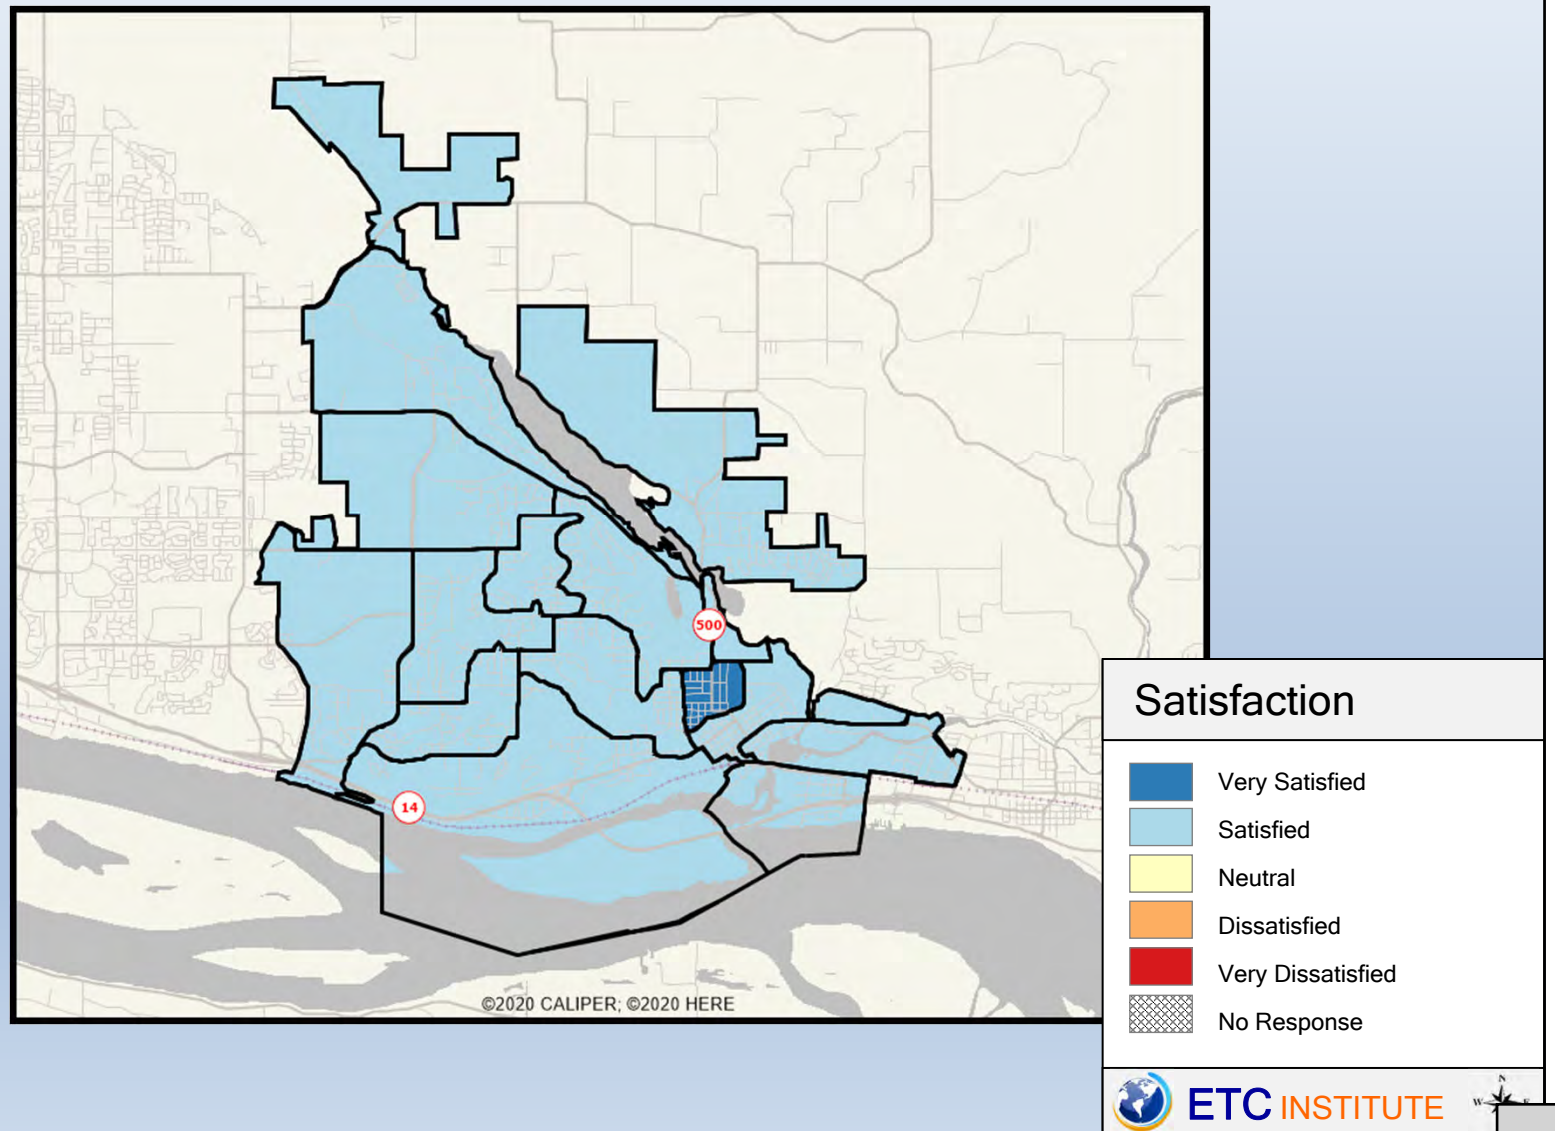 500
14
©2020 CALIPER; ©2020 HERE
Satisfaction
Very Satisfied
Satisfied
Neutral
Dissatisfied
Very Dissatisfied
No Response
ETC INSTITUTE
N
W
E